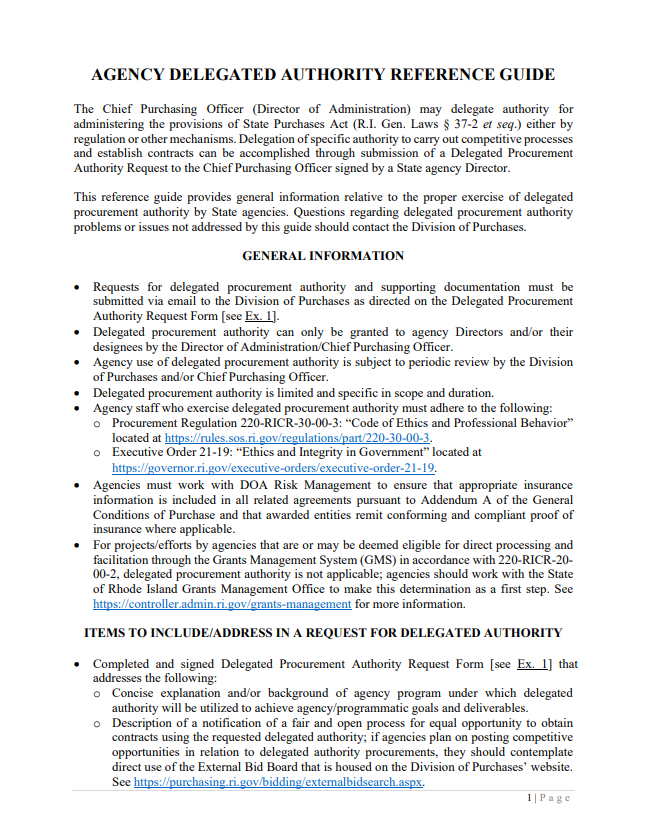 AGENCY DELEGATED AUTHORITY REFERENCE GUIDE
The Chief Purchasing Officer (Director of Administration) may delegate authority for
administering the provisions of State Purchases Act (R.I. Gen. Laws § 37-2 et seq.) either by
regulation or other mechanisms. Delegation of specific authority to carry out competitive processes
and establish contracts can be accomplished through submission of a Delegated Procurement
Authority Request to the Chief Purchasing Officer signed by a State agency Director.
This reference guide provides general information relative to the proper exercise of delegated
procurement authority by State agencies. Questions regarding delegated procurement authority
problems or issues not addressed by this guide should contact the Division of Purchases.
GENERAL INFORMATION
• Requests for delegated procurement authority and supporting documentation must be
submitted via email to the Division of Purchases as directed on the Delegated Procurement
Authority Request Form [see Ex. 1].
• Delegated procurement authority can only be granted to agency Directors and/or their
designees by the Director of Administration/Chief Purchasing Officer.
• Agency use of delegated procurement authority is subject to periodic review by the Division
of Purchases and/or Chief Purchasing Officer.
• Delegated procurement authority is limited and specific in scope and duration.
• Agency staff who exercise delegated procurement authority must adhere to the following:
o Procurement Regulation 220-RICR-30-00-3: “Code of Ethics and Professional Behavior”
located at https://rules.sos.ri.gov/regulations/part/220-30-00-3.
o Executive Order 21-19: “Ethics and Integrity in Government” located at
https://governor.ri.gov/executive-orders/executive-order-21-19.
• Agencies must work with DOA Risk Management to ensure that appropriate insurance
information is included in all related agreements pursuant to Addendum A of the General
Conditions of Purchase and that awarded entities remit conforming and compliant proof of
insurance where applicable.
• For projects/efforts by agencies that are or may be deemed eligible for direct processing and
facilitation through the Grants Management System (GMS) in accordance with 220-RICR-20-
00-2, delegated procurement authority is not applicable; agencies should work with the State
of Rhode Island Grants Management Office to make this determination as a first step. See
https://controller.admin.ri.gov/grants-management for more information.
ITEMS TO INCLUDE/ADDRESS IN A REQUEST FOR DELEGATED AUTHORITY
• Completed and signed Delegated Procurement Authority Request Form [see Ex. 1] that
addresses the following:
o Concise explanation and/or background of agency program under which delegated
authority will be utilized to achieve agency/programmatic goals and deliverables.
o Description of a notification of a fair and open process for equal opportunity to obtain
contracts using the requested delegated authority; if agencies plan on posting competitive
opportunities in relation to delegated authority procurements, they should contemplate
direct use of the External Bid Board that is housed on the Division of Purchases’ website.
See https://purchasing.ri.gov/bidding/externalbidsearch.aspx.
1 | Page